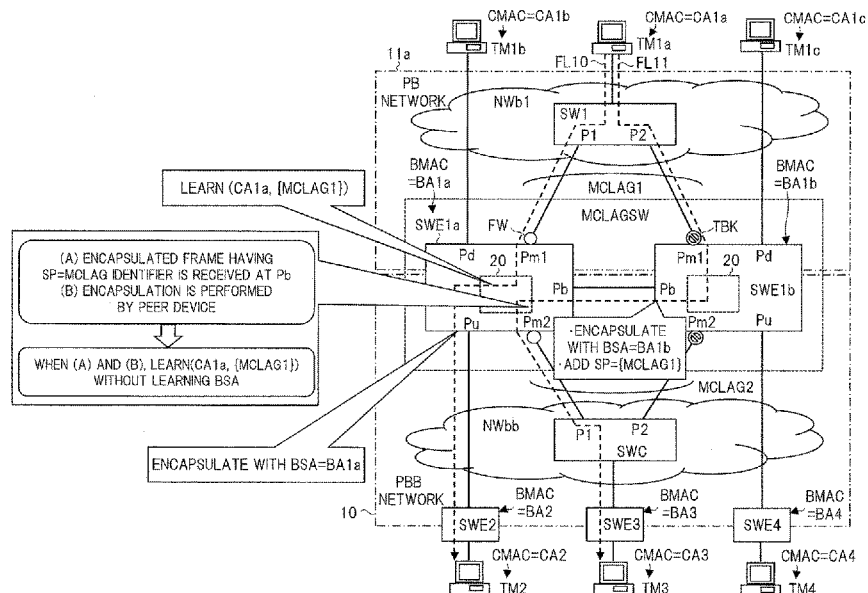 CMAC=CA1b
CMAC=CA1a
CMAC=CA1c
TM1b
TM1a
TM1c
11a
FL10
FL11
PB
NETWORK
NWb1
SW1
P1
P2
LEARN (CA1a, {MCLAG1})
BMAC
=BA1a
MCLAG1
BMAC
=BA1b
MCLAGSW
SWE1a
FW
TBK
Pd
Pm1
Pm1
Pd
20
20
(A) ENCAPSULATED FRAME HAVING
SP=MCLAG IDENTIFIER IS RECEIVED AT Pb
(B) ENCAPSULATION IS PERFORMED
BY PEER DEVICE
Pb
Pb
SWE1b
Pu
Pm2
Pm2
Pu
·ENCAPSULATE
WITH BSA=BA1b
·ADD SP={MCLAG1}
WHEN (A) AND (B), LEARN(CA1a, {MCLAG1})
WITHOUT LEARNING BSA
MCLAG2
NWbb
P1
P2
SWC
ENCAPSULATE WITH BSA=BA1a
PBB
NETWORK
10
BMAC
=BA2
BMAC
=BA3
BMAC
=BA4
SWE2
SWE3
SWE4
CMAC=CA2
CMAC=CA3
CMAC=CA4
TM2
TM3
TM4